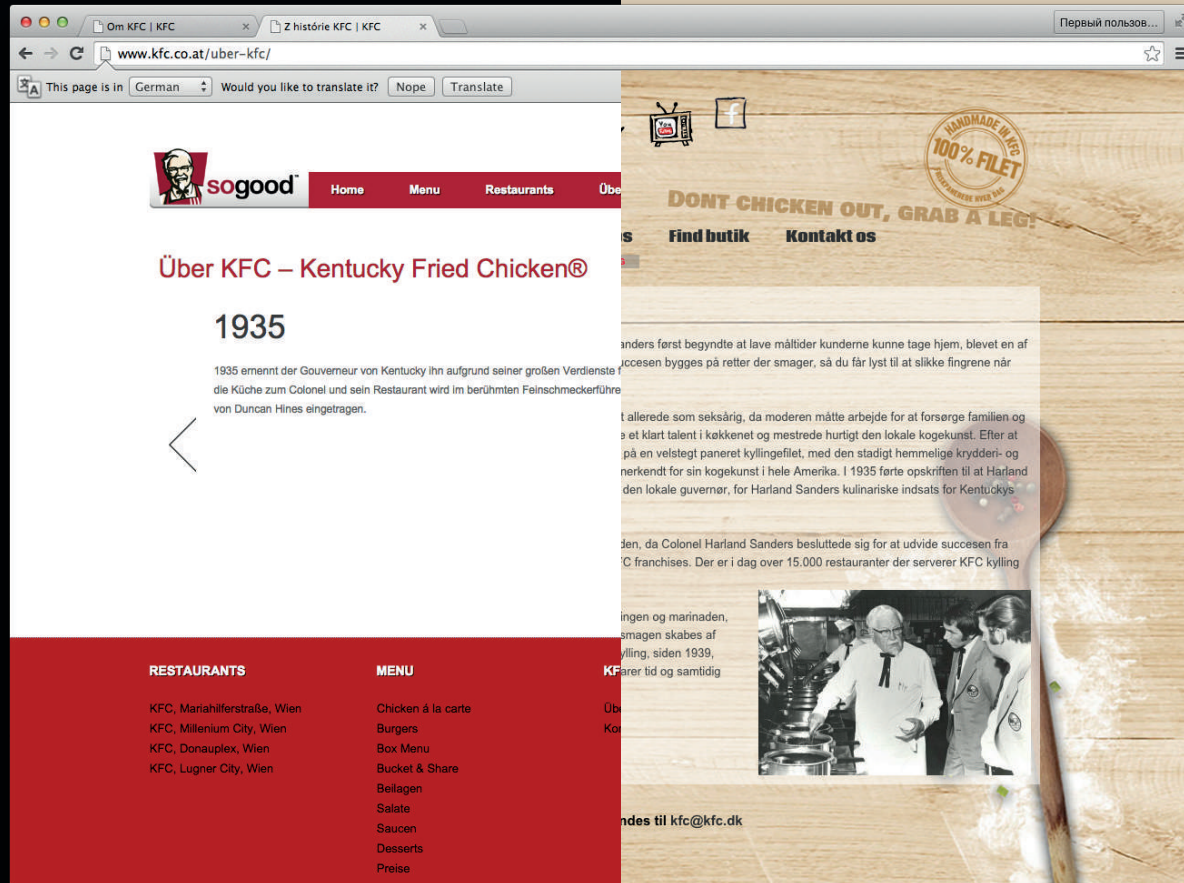 Om KFC | KFC
Z histórie KFC | KFC
Первый пользов...
www.kfc.co.at/uber-kfc/
This page is in German Would you like to translate it? Nope Translate
sogood™
Home Menu Restaurants Übe
Über KFC – Kentucky Fried Chicken®
1935
1935 ernennt der Gouverneur von Kentucky ihn aufgrund seiner großen Verdienste f
die Küche zum Colonel und sein Restaurant wird im berühmten Feinschmeckerführe
von Duncan Hines eingetragen.
RESTAURANTS
KFC, Mariahilferstraße, Wien
KFC, Millenium City, Wien
KFC, Donauplex, Wien
KFC, Lugner City, Wien
MENU
Chicken á la carte
Burgers
Box Menu
Bucket & Share
Beilagen
Salate
Saucen
Desserts
Preise
KF
Übe
Kon
You
f
HANDMADE IN KFC
100% FILET
DONT CHICKEN OUT, GRAB A LEG!
s Find butik Kontakt os
anders først begyndte at lave måltider kunderne kunne tage hjem, blevet en af
uccesen bygges på retter der smager, så du får lyst til at slikke fingrene når
t allerede som seksårig, da moderen måtte arbejde for at forsørge familien og
e et klart talent i køkkenet og mestrede hurtigt den lokale kogekunst. Efter at
på en velstegt paneret kyllingefilet, med den stadigt hemmelige krydderi- og
nerkendt for sin kogekunst i hele Amerika. I 1935 førte opskriften til at Harland
den lokale guvernør, for Harland Sanders kulinariske indsats for Kentuckys
den, da Colonel Harland Sanders besluttede sig for at udvide succesen fra
FC franchises. Der er i dag over 15.000 restauranter der serverer KFC kylling
ingen og marinaden,
smagen skabes af
ylling, siden 1939,
arer tid og samtidig
ndes til kfc@kfc.dk